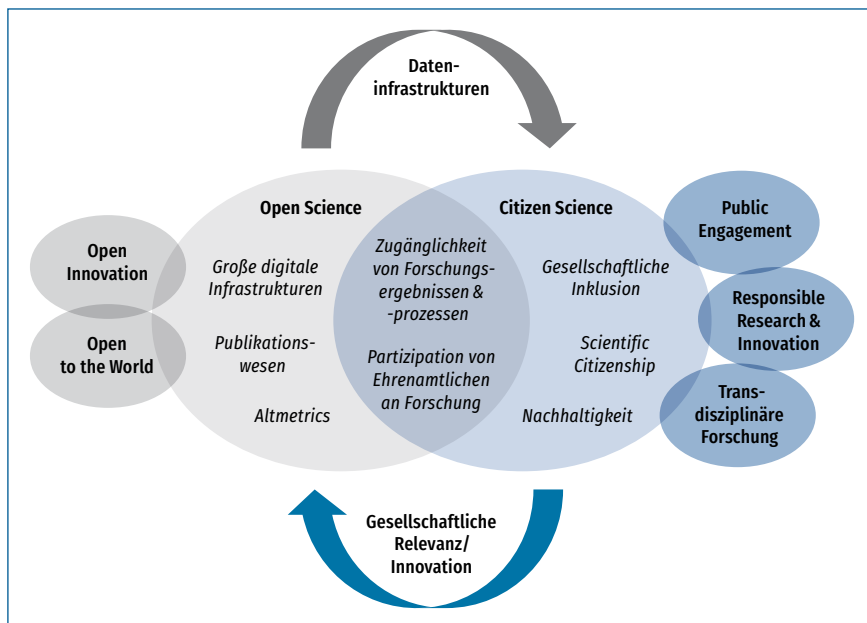 Daten-
infrastrukturen
Open Science
Citizen Science
Open
Innovation
Open
to the World
Große digitale
Infrastrukturen
Publikations-
wesen
Altmetrics
Zugänglichkeit
von Forschungs-
ergebnissen &
-prozessen
Partizipation von
Ehrenamtlichen
an Forschung
Gesellschaftliche
Inklusion
Scientific
Citizenship
Nachhaltigkeit
Public
Engagement
Responsible
Research &
Innovation
Trans-
disziplinäre
Forschung
Gesellschaftliche
Relevanz/
Innovation